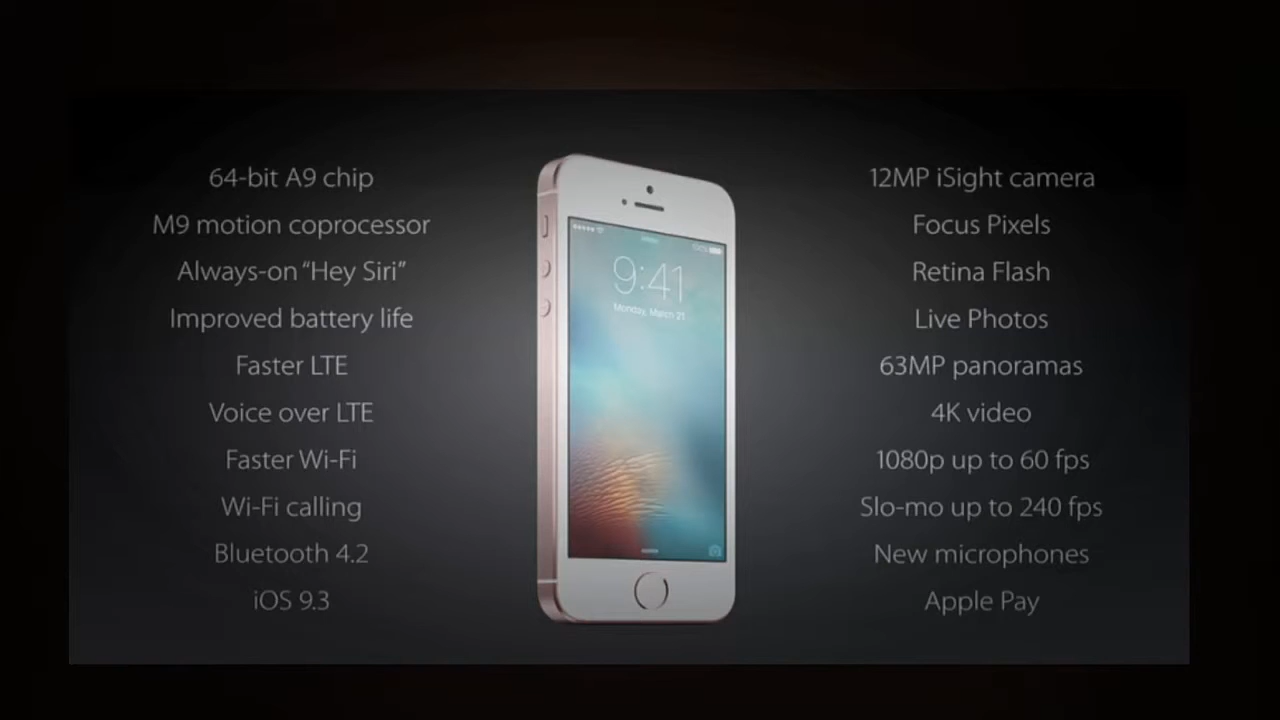 64-bit A9 chip
M9 motion coprocessor
Always-on “Hey Siri”
Improved battery life
Faster LTE
Voice over LTE
Faster Wi-Fi
Wi-Fi calling
Bluetooth 4.2
iOS 9.3
100%
9:41
Monday, March 21
12MP iSight camera
Focus Pixels
Retina Flash
Live Photos
63MP panoramas
4K video
1080p up to 60 fps
Slo-mo up to 240 fps
New microphones
Apple Pay